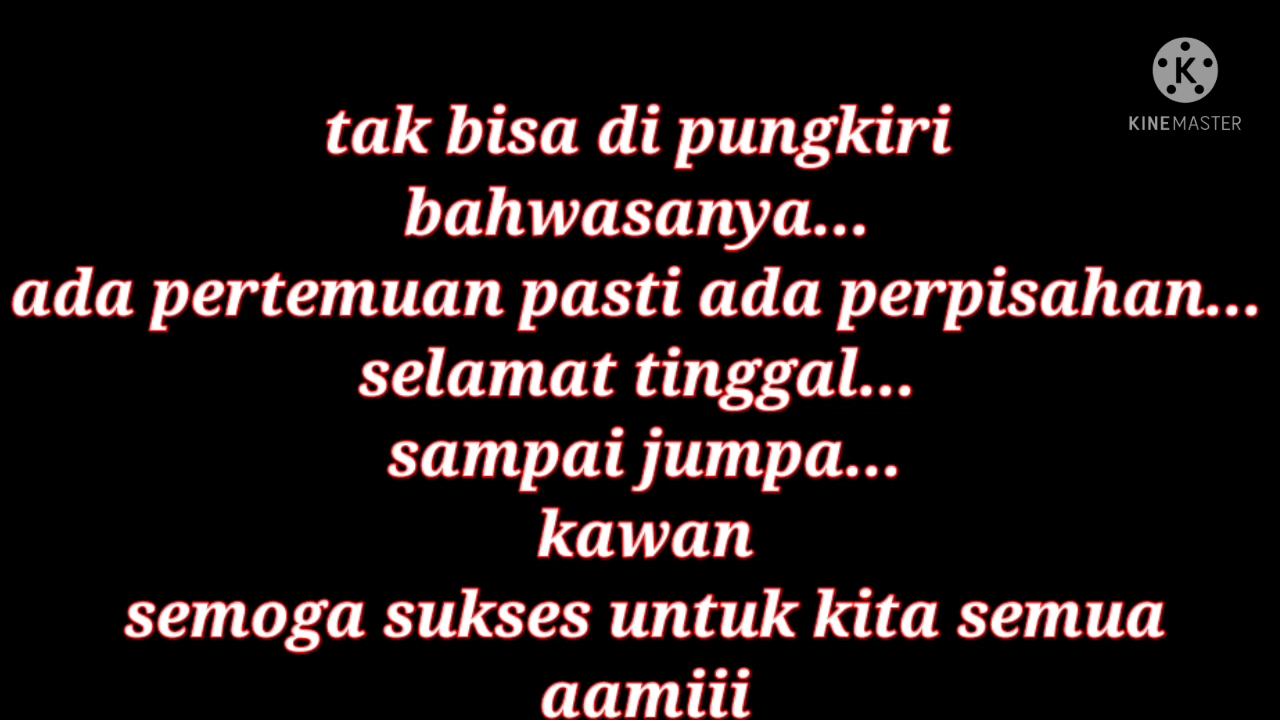 K
KINEMASTER
tak bisa di pungkiri
bahwasanya...
ada pertemuan pasti ada perpisahan...
selamat tinggal...
sampai jumpa...
kawan
semoga sukses untuk kita semua
aamiii